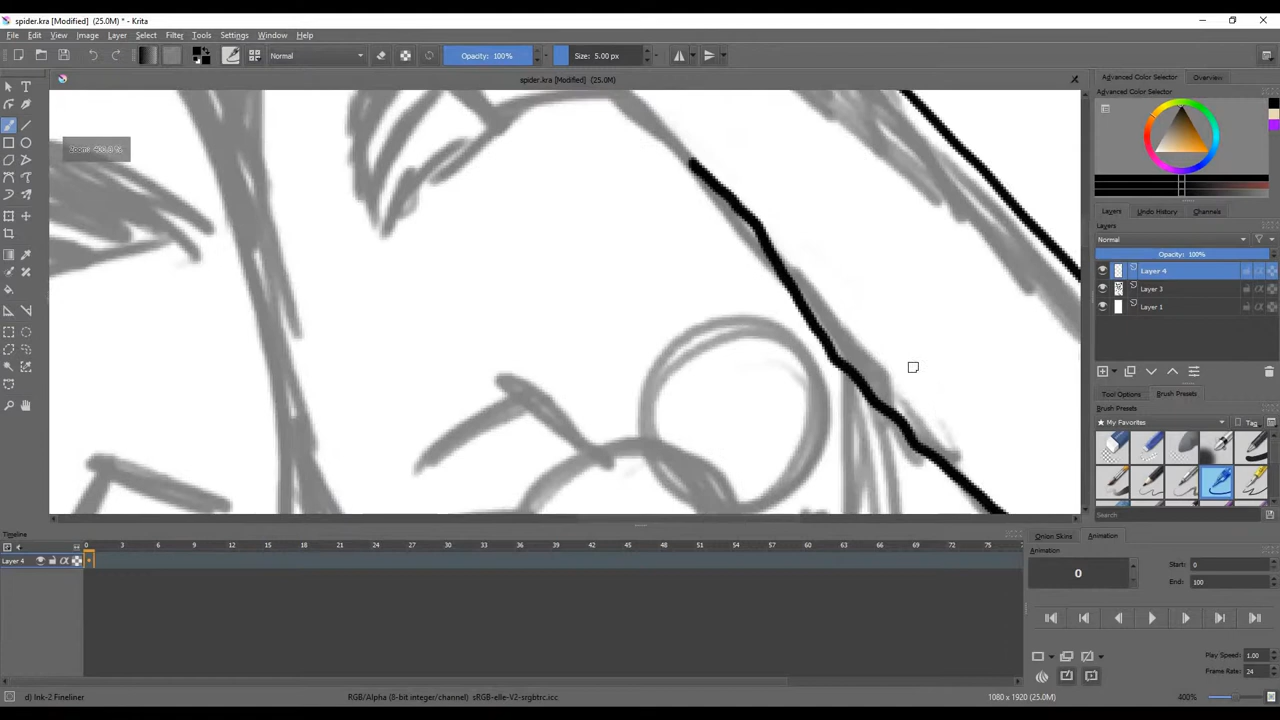 spider.kra [Modified] (25.0M) * - Krita
File Edit View Image Layer Select Filter Tools Settings Window Help
Normal Opacity: 100% Size: 5.00 px
spider.kra [Modified] (25.0M)
Advanced Color Selector Overview
Advanced Color Selector
Zoom: 400.0 %
Layers Undo History Channels
Layers
Normal
Opacity: 100%
Layer 4
Layer 3
Layer 1
Tool Options Brush Presets
Brush Presets
★ My Favorites Tag
Search
Timeline
Onion Skins Animation
0 3 6 9 12 15 18 21 24 27 30 33 36 39 42 45 48 51 54 57 60 63 66 69 72 75
Animation
Layer 4
0
Start: 0
End: 100
Play Speed: 1.00
Frame Rate: 24
d) Ink-2 Fineliner
RGB/Alpha (8-bit integer/channel) sRGB-elle-V2-srgbtrc.icc
1080 x 1920 (25.0M)
400%